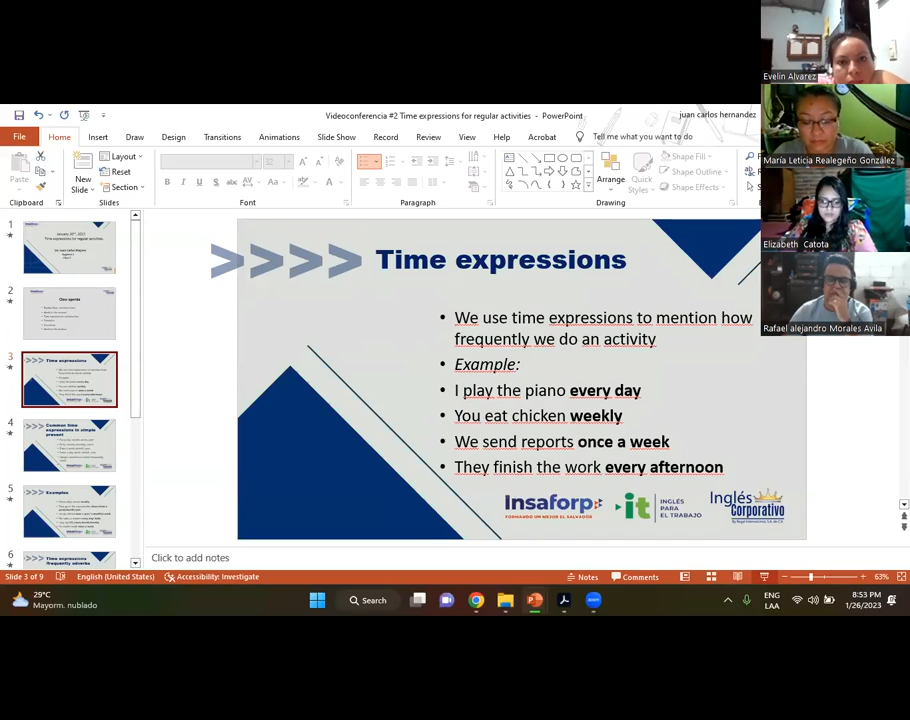 Videoconferencia #2 Time expressions for regular activities - PowerPoint
juan carlos hernandez
File Home Insert Draw Design Transitions Slide Show Record Review View Help Acrobat Tell me what you want to do
Paste
New Slide
Layout
Reset
Section
Arrange
Quick Styles
Shape Fill
Shape Outline
Shape Effects
Clipboard
Slides
Font
Paragraph
Drawing
Evelin Alvarez
María Leticia Realegeño González
Elizabeth Catota
Rafael alejandro Morales Avila
1
2
3
Time expressions
4
Common time expressions in simple present
5
Examples
6
Time expressions
frequently adverbs
>>>> Time expressions
• We use time expressions to mention how
frequently we do an activity
• Example:
• I play the piano every day
• You eat chicken weekly
• We send reports once a week
• They finish the work every afternoon
Insaforp
FORMANDO UN MEJOR EL SALVADOR
it
INGLÉS
PARA
EL TRABAJO
Inglés
Corporativo
Click to add notes
Slide 3 of 9 English (United States) Accessibility: Investigate Notes Comments 63%
29°C
Mayorm. nublado
Search
ENG
LAA
8:53 PM
1/26/2023